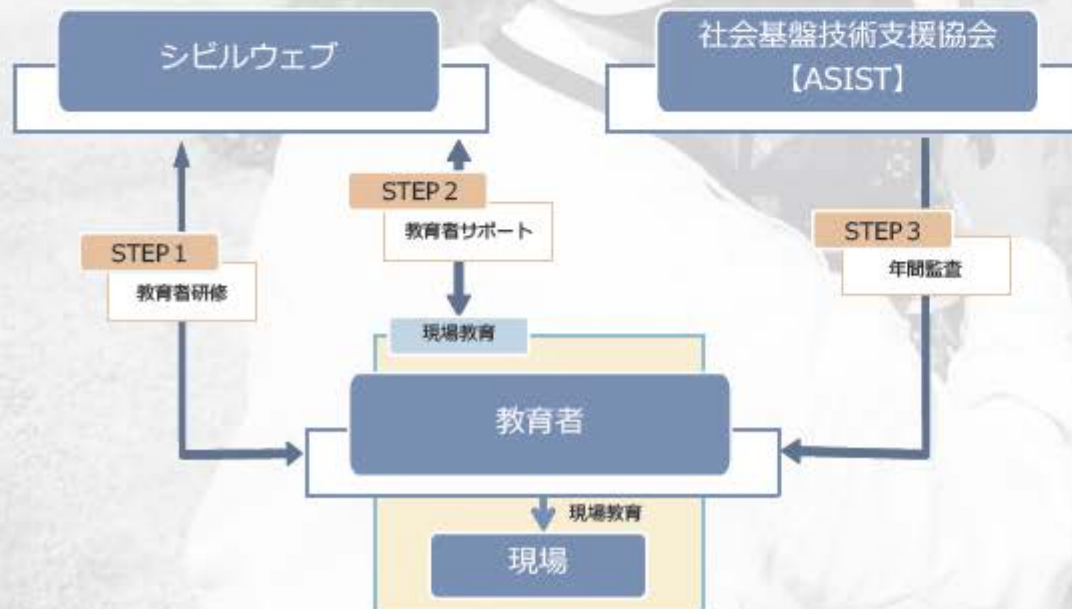 シビルウェブ
社会基盤技術支援協会
【ASIST】
STEP 1
教育者研修
STEP 2
教育者サポート
STEP 3
年間監査
現場教育
教育者
現場教育
現場